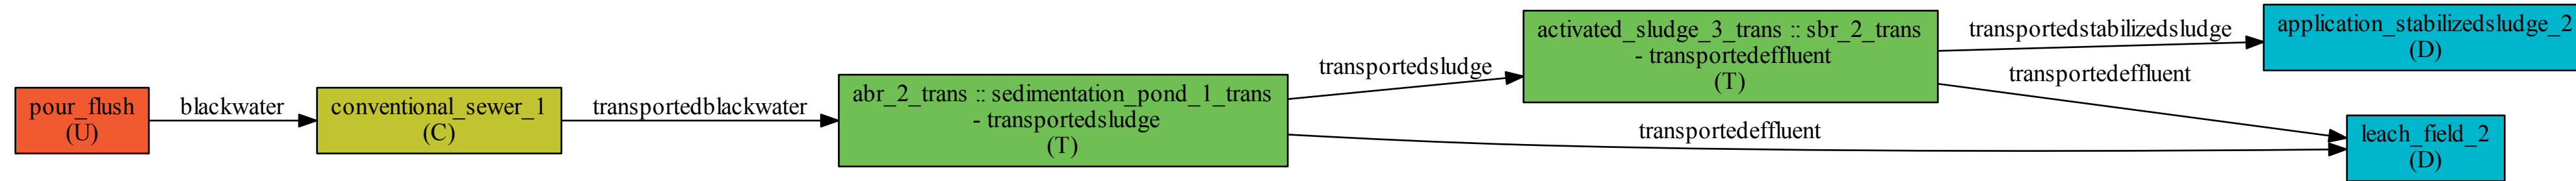 pour_flush
(U)
blackwater
conventional_sewer_1
(C)
transportedblackwater
abr_2_trans :: sedimentation_pond_1_trans
- transportedsludge
(T)
transportedsludge
transportedeffluent
activated_sludge_3_trans :: sbr_2_trans
- transportedeffluent
(T)
transportedstabilizedsludge
transportedeffluent
application_stabilizedsludge_2
(D)
leach_field_2
(D)